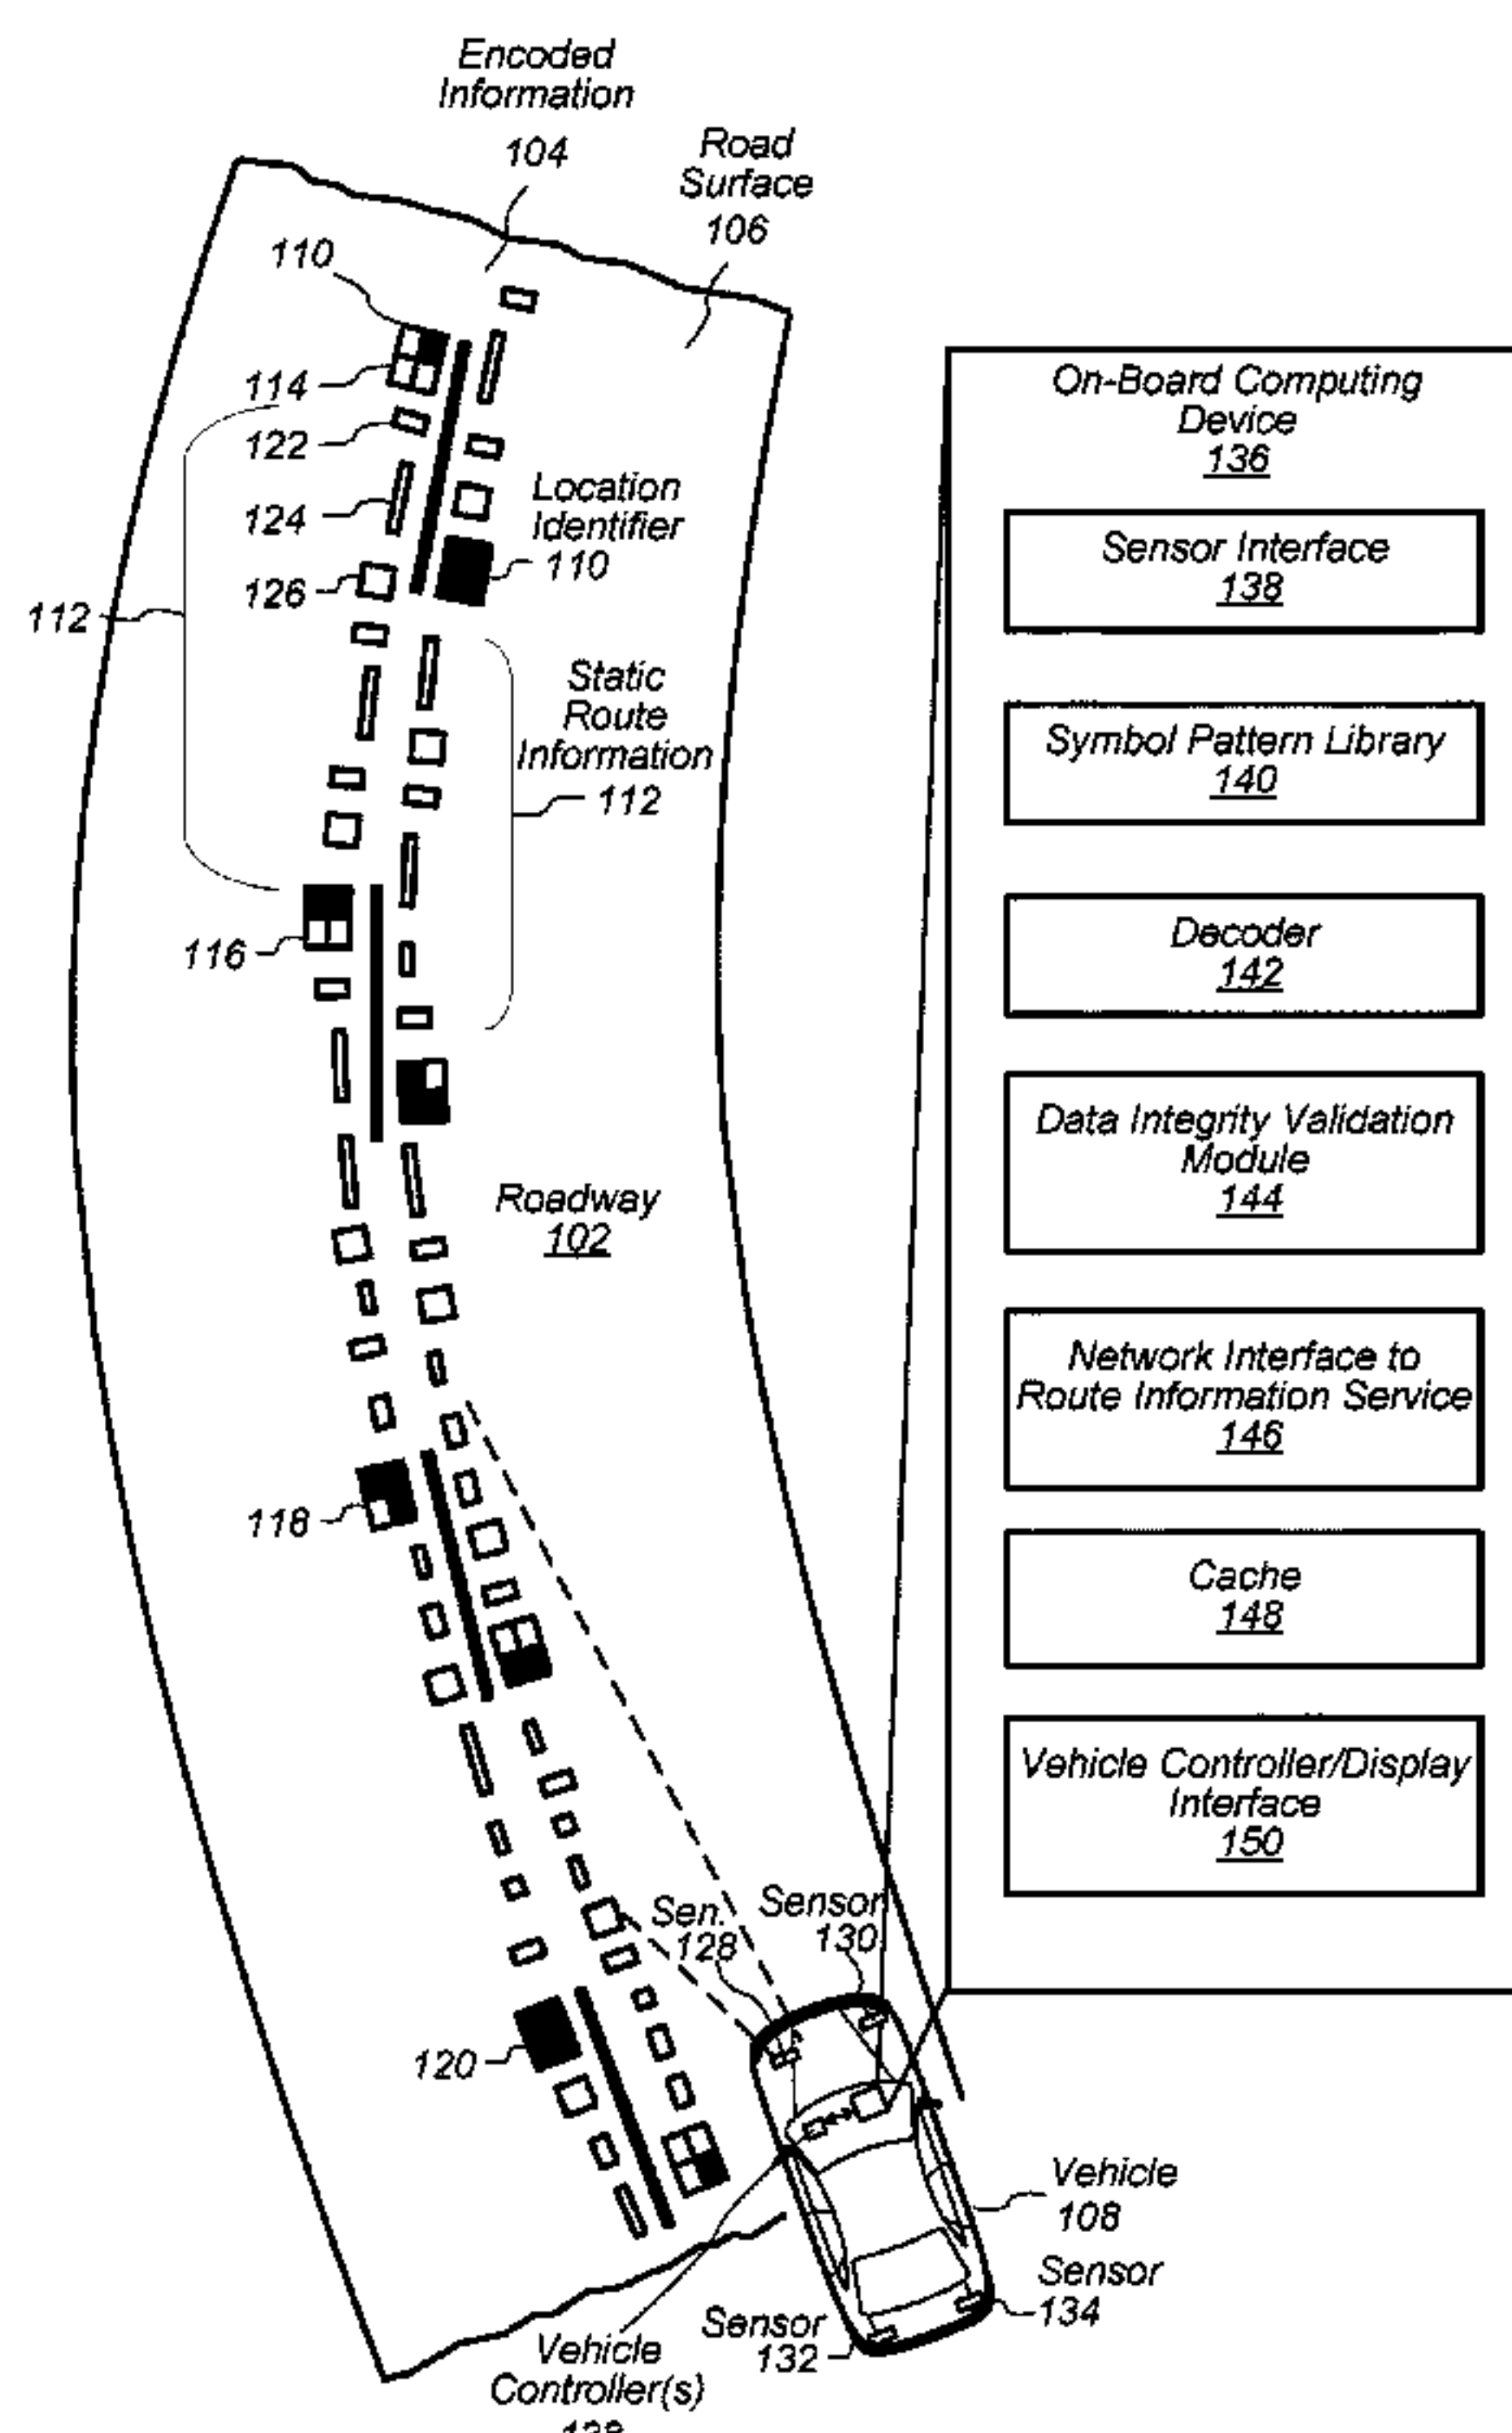 Encoded
Information
104
Road
Surface
106
110
114
122
124
126
112
Location
Identifier
110
Static
Route
Information
112
116
Roadway
102
118
120
Sen.
128
Sensor
130
Vehicle
108
Sensor
134
Sensor
132
Vehicle
Controller(s)
138
On-Board Computing
Device
136
Sensor Interface
138
Symbol Pattern Library
140
Decoder
142
Data Integrity Validation
Module
144
Network Interface to
Route Information Service
146
Cache
148
Vehicle Controller/Display
Interface
150